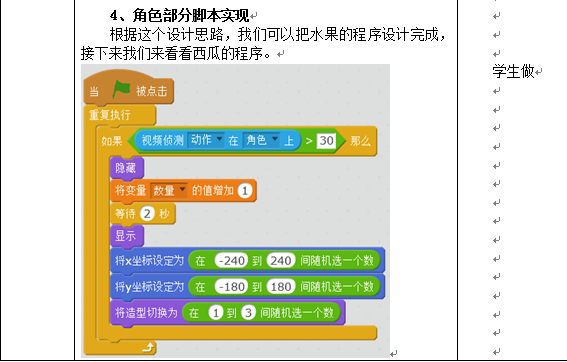 4、角色部分脚本实现
根据这个设计思路，我们可以把水果的程序设计完成，
接下来我们来看看西瓜的程序。
学生做
当 被点击
重复执行
如果 视频侦测 动作 在 角色 上 > 30 那么
隐藏
将变量 数量 的值增加 1
等待 2 秒
显示
将x坐标设定为 在 -240 到 240 间随机选一个数
将y坐标设定为 在 -180 到 180 间随机选一个数
将造型切换为 在 1 到 3 间随机选一个数